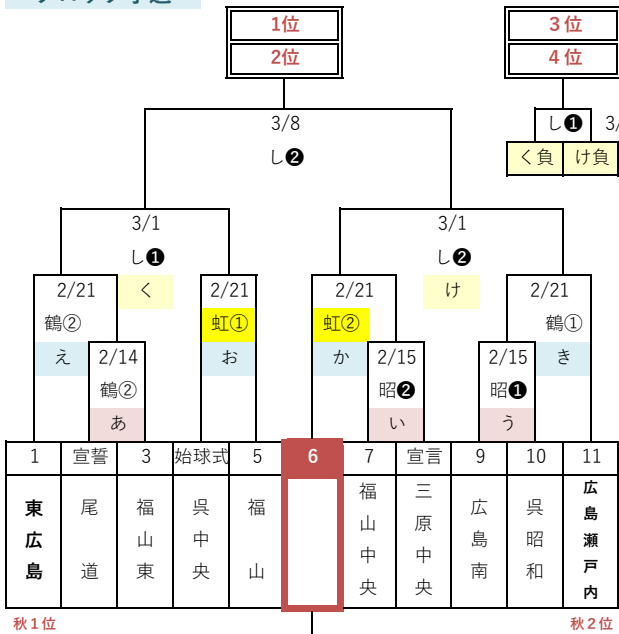 1位
3位
2位
4位
3/8
し❶ 3/
し❷
く負 け負
3/1
3/1
し❶
し❷
2/21 く 2/21 2/21 け 2/21
鶴② 虹① 虹② 鶴①
え 2/14 お か 2/15 2/15 き
鶴② 昭❷ 昭❶
あ い う
1 宣誓 3 始球式 5 6 7 宣言 9 10 11
東広島
尾道
福山東
呉中央
福山
福山中央
三原中央
広島南
呉昭和
広島瀬戸内
秋1位
秋2位